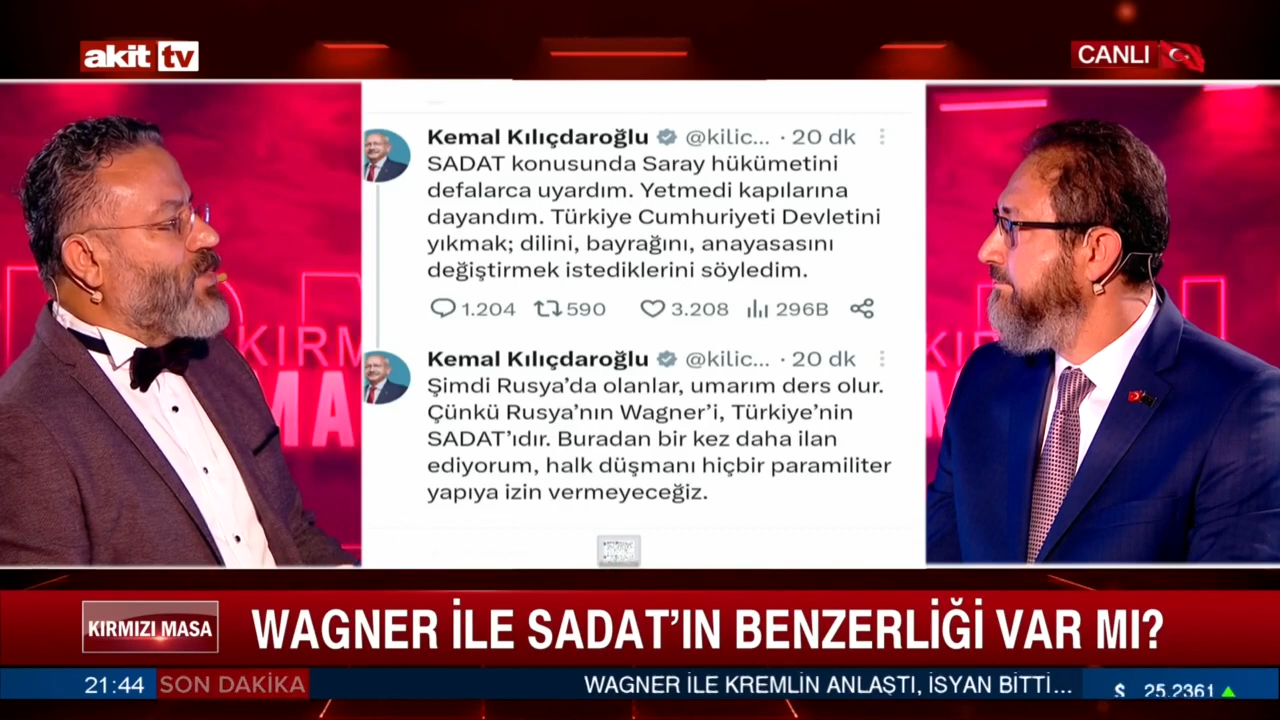 akit tv
CANLI
Kemal Kılıçdaroğlu @kilic... · 20 dk
SADAT konusunda Saray hükümetini
defalarca uyardım. Yetmedi kapılarına
dayandım. Türkiye Cumhuriyeti Devletini
yıkmak; dilini, bayrağını, anayasasını
değiştirmek istediklerini söyledim.
1.204 590 3.208 296B
Kemal Kılıçdaroğlu @kilic... · 20 dk
Şimdi Rusya’da olanlar, umarım ders olur.
Çünkü Rusya’nın Wagner’i, Türkiye’nin
SADAT’ıdır. Buradan bir kez daha ilan
ediyorum, halk düşmanı hiçbir paramiliter
yapıya izin vermeyeceğiz.
KIRM
MA
KIRMIZI MASA
WAGNER İLE SADAT’IN BENZERLİĞİ VAR MI?
21:44 SON DAKİKA WAGNER İLE KREMLİN ANLAŞTI, İSYAN BİTTİ... $ 25.2361